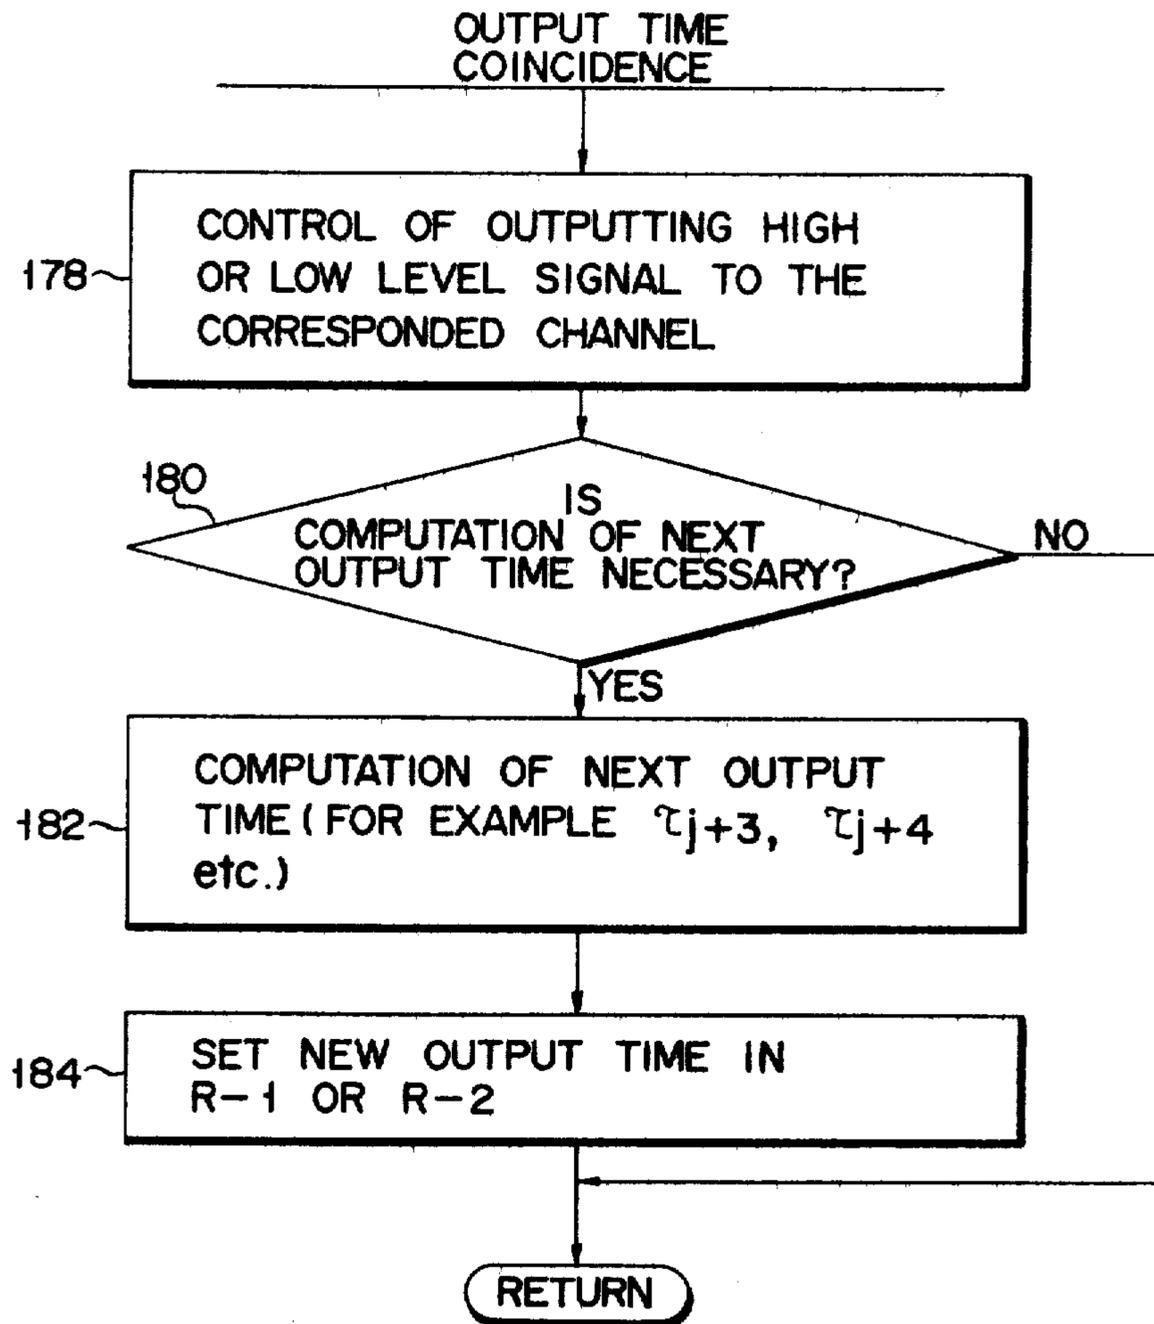 OUTPUT TIME
COINCIDENCE
178
CONTROL OF OUTPUTTING HIGH
OR LOW LEVEL SIGNAL TO THE
CORRESPONDED CHANNEL
180
IS
COMPUTATION OF NEXT
OUTPUT TIME NECESSARY?
NO
YES
182
COMPUTATION OF NEXT OUTPUT
TIME (FOR EXAMPLE τj+3, τj+4
etc.)
184
SET NEW OUTPUT TIME IN
R-1 OR R-2
RETURN